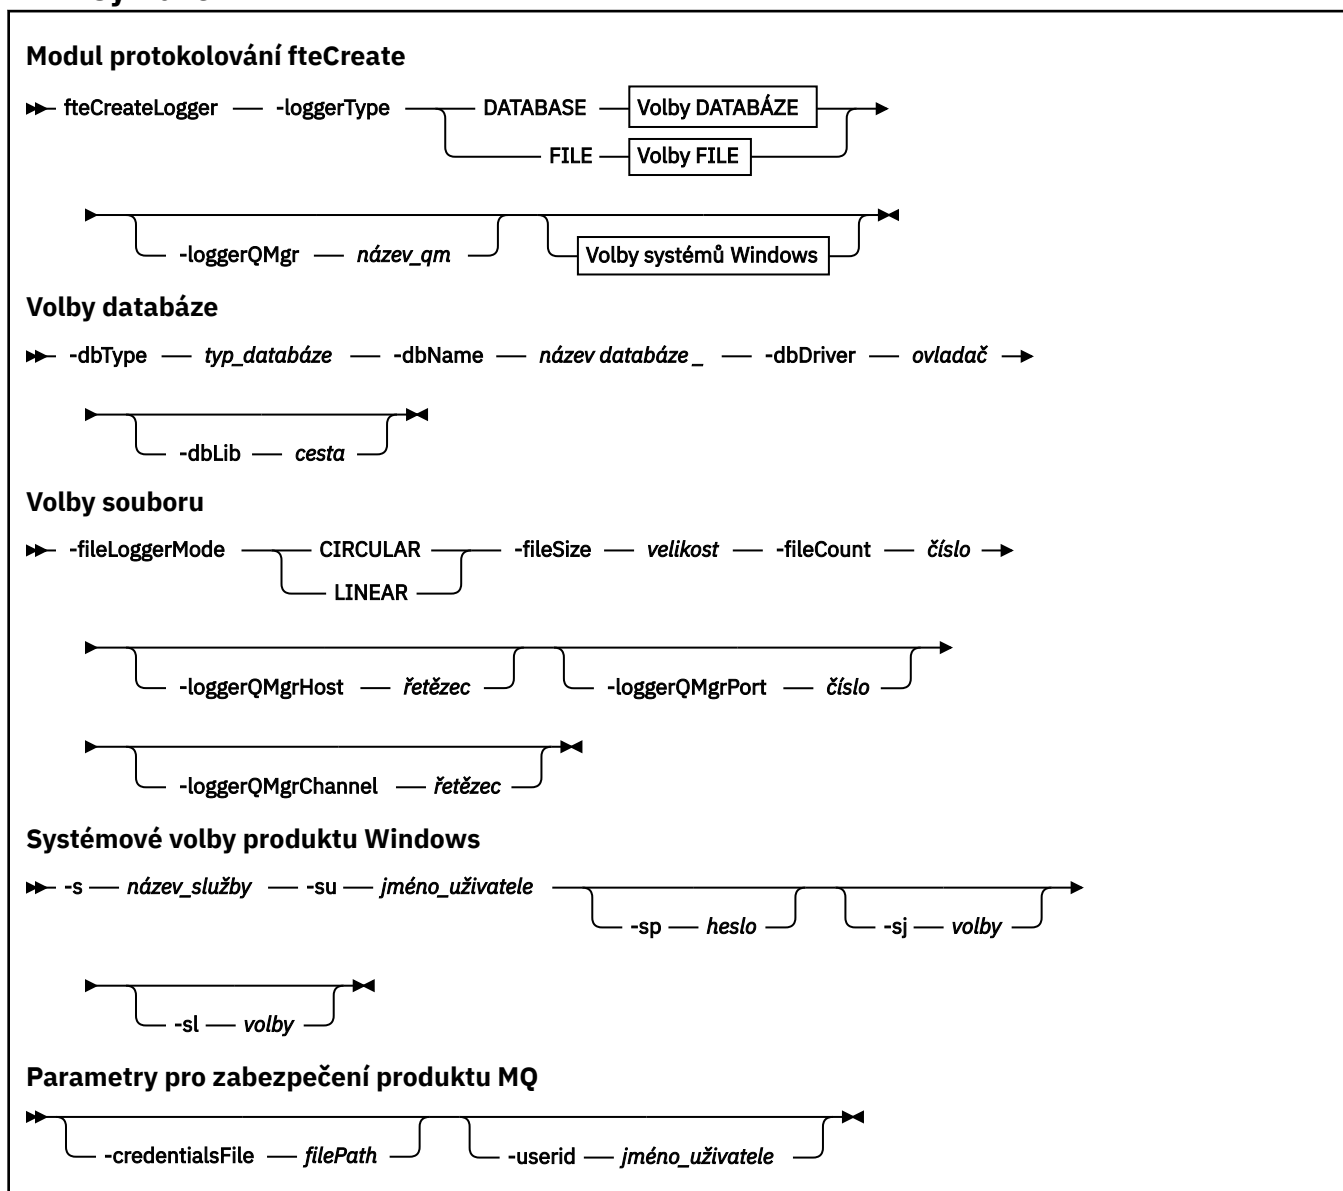 Modul protokolování fteCreate
fteCreateLogger -loggerType DATABASE Volby DATABÁZE
FILE Volby FILE
-loggerQMgr název_qm Volby systémů Windows
Volby databáze
-dbType typ_databáze -dbName název databáze _ -dbDriver ovladač
-dbLib cesta
Volby souboru
-fileLoggerMode CIRCULAR -fileSize velikost -fileCount číslo
LINEAR
-loggerQMgrHost řetězec -loggerQMgrPort číslo
-loggerQMgrChannel řetězec
Systémové volby produktu Windows
-s název_služby -su jméno_uživatele
-sp heslo -sj volby
-sl volby
Parametry pro zabezpečení produktu MQ
-credentialsFile filePath -userid jméno_uživatele